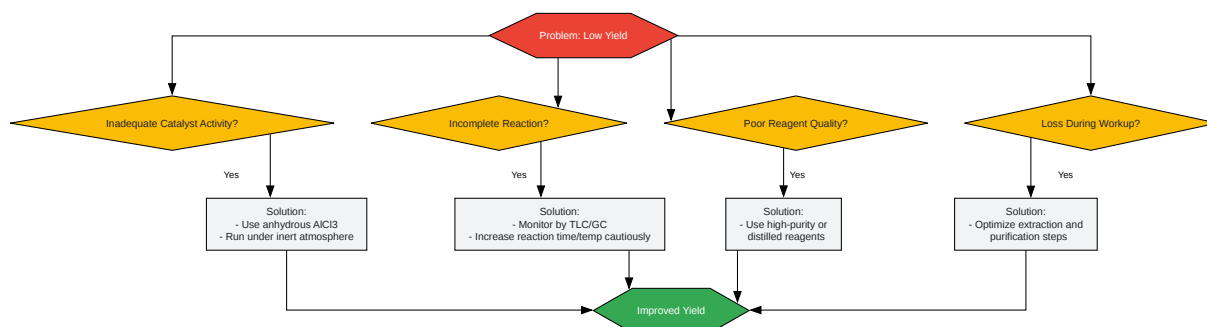 Problem: Low Yield
Inadequate Catalyst Activity?
Incomplete Reaction?
Poor Reagent Quality?
Loss During Workup?
Yes
Yes
Yes
Yes
Solution:
- Use anhydrous AlCl3
- Run under inert atmosphere
Solution:
- Monitor by TLC/GC
- Increase reaction time/temp cautiously
Solution:
- Use high-purity or
distilled reagents
Solution:
- Optimize extraction and
purification steps
Improved Yield